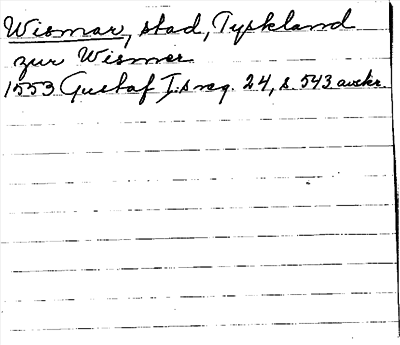 Wismar, stad, Tyskland
zur Wismer
1553 Gustaf I:s reg. 24, s. 543 avskr.